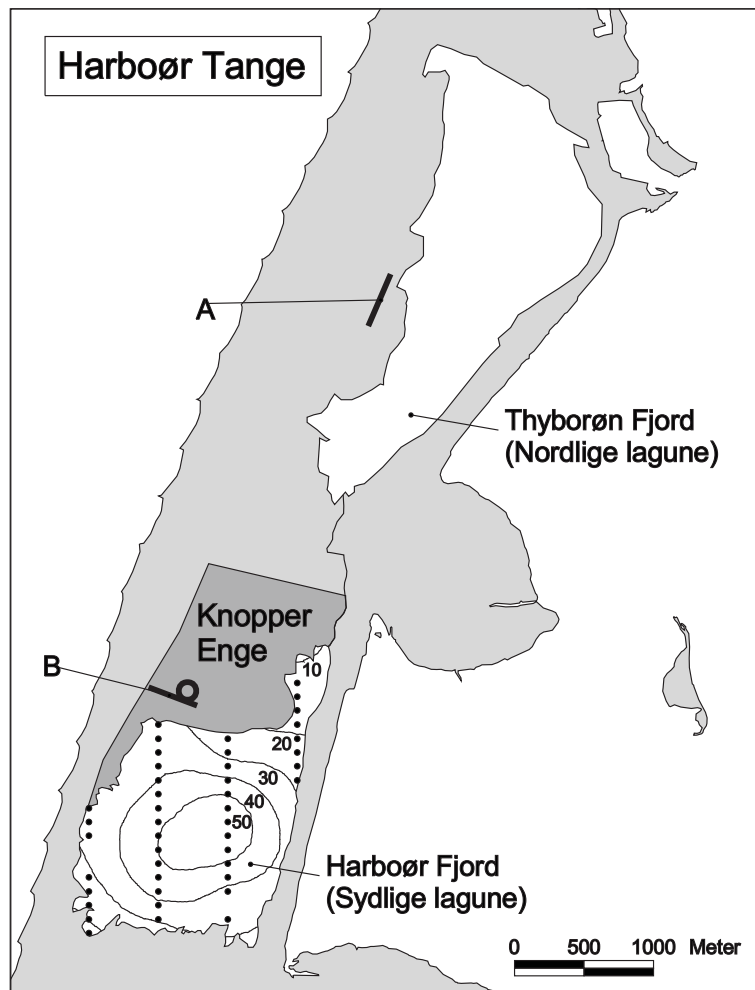 Harboør Tange
A
Thyborøn Fjord
(Nordlige lagune)
Knopper
Enge
B
10
20
30
40
50
Harboør Fjord
(Sydlige lagune)
0 500 1000 Meter